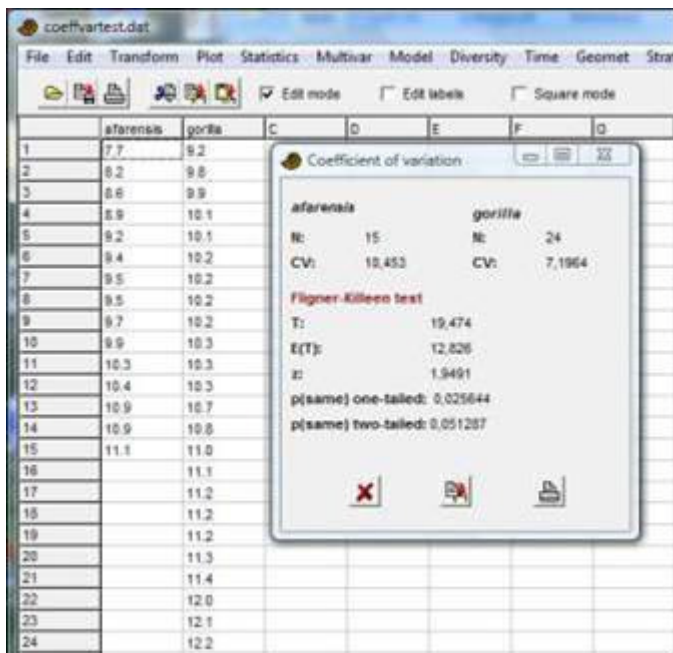 coeffvartest.dat
File Edit Transform Plot Statistics Multivar Model Diversity Time Geomet Strat
Edit mode Edit labels Square mode
afarensis gorilla C D E F G
1 7.7 9.2
2 8.2 9.8
3 8.6 9.9
4 8.9 10.1
5 9.2 10.1
6 9.4 10.2
7 9.5 10.2
8 9.5 10.2
9 9.7 10.2
10 9.9 10.3
11 10.3 10.3
12 10.4 10.3
13 10.9 10.7
14 10.9 10.8
15 11.1 11.0
16 11.1
17 11.2
18 11.2
19 11.2
20 11.3
21 11.4
22 12.0
23 12.1
24 12.2
Coefficient of variation
afarensis gorilla
N: 15 N: 24
CV: 10,453 CV: 7,1964
Fligner-Killeen test
T: 19,474
E(T): 12,826
z: 1,9491
p(same) one-tailed: 0,025644
p(same) two-tailed: 0,051287